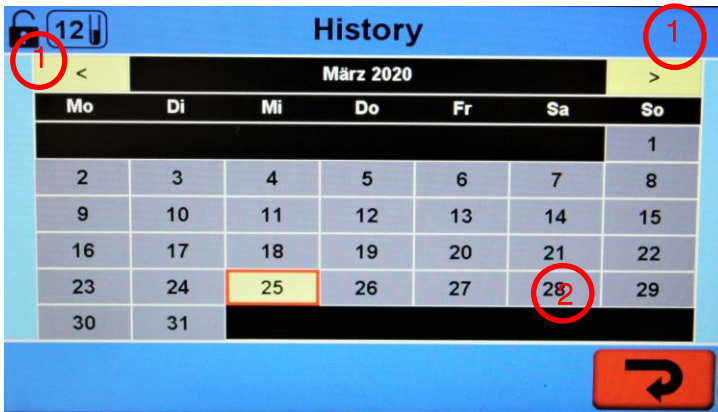 12 History
1 1
< März 2020 >
Mo Di Mi Do Fr Sa So
1
2 3 4 5 6 7 8
9 10 11 12 13 14 15
16 17 18 19 20 21 22
23 24 25 26 27 28 29
2
30 31